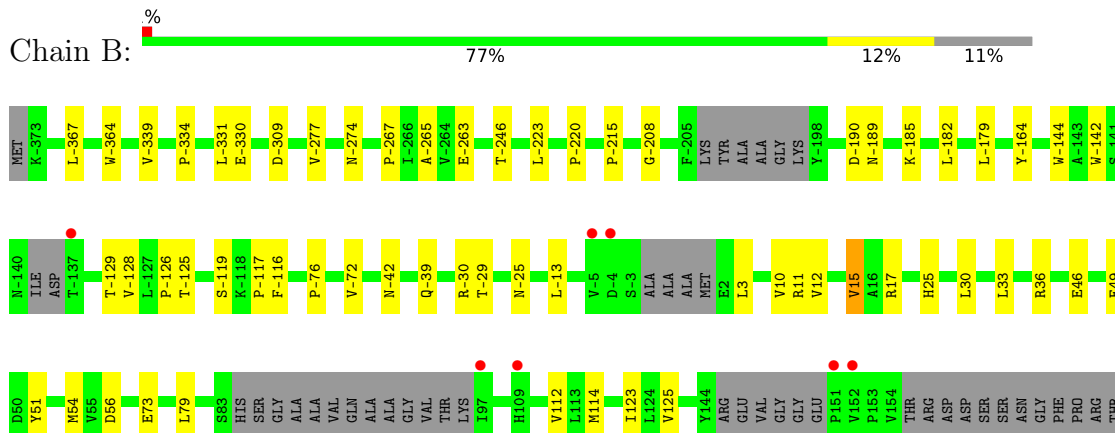 .%
Chain B:
77% 12% 11%
MET K-373 L-367 W-364 V-339 P-334 L-331 E-330 D-309 V-277 N-274 P-267 I-266 A-265 V-264 E-263 T-246 L-223 P-220 P-215 G-208 F-205 LYS TYR ALA ALA GLY LYS Y-198 D-190 N-189 K-185 L-182 L-179 Y-164 W-144 A-143 W-142 S-141
N-140 ILE ASP T-137 T-129 V-128 L-127 P-126 T-125 S-119 K-118 P-117 F-116 P-76 V-72 N-42 Q-39 R-30 T-29 N-25 L-13 V-5 D-4 S-3 ALA ALA ALA MET E2 L3 V10 R11 V12 V15 A16 R17 H25 L30 L33 R36 E46 E49
D50 Y51 M54 V55 D56 E73 L79 S83 HIS SER GLY ALA ALA VAL GLN ALA ALA GLY VAL THR LYS I97 H109 V112 L113 M114 I123 L124 V125 Y144 ARG GLU VAL GLY GLY GLU P151 V152 P153 V154 THR ARG ASP ASP SER SER ASN GLY PHE PRO ARG THR